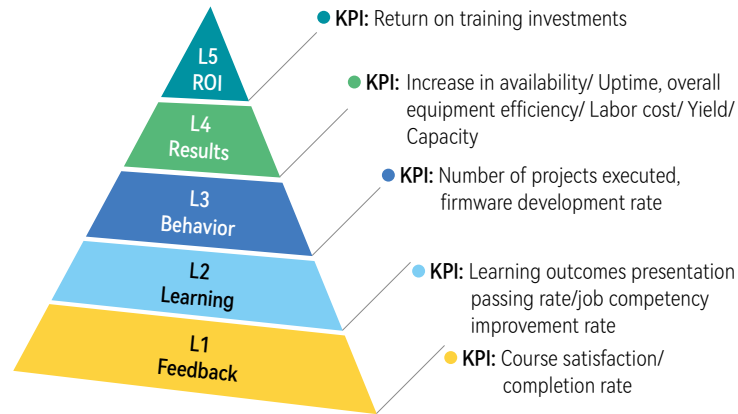 L5
ROI
KPI: Return on training investments
L4
Results
KPI: Increase in availability/ Uptime, overall
equipment efficiency/ Labor cost/ Yield/
Capacity
L3
Behavior
KPI: Number of projects executed,
firmware development rate
L2
Learning
KPI: Learning outcomes presentation
passing rate/job competency
improvement rate
L1
Feedback
KPI: Course satisfaction/
completion rate